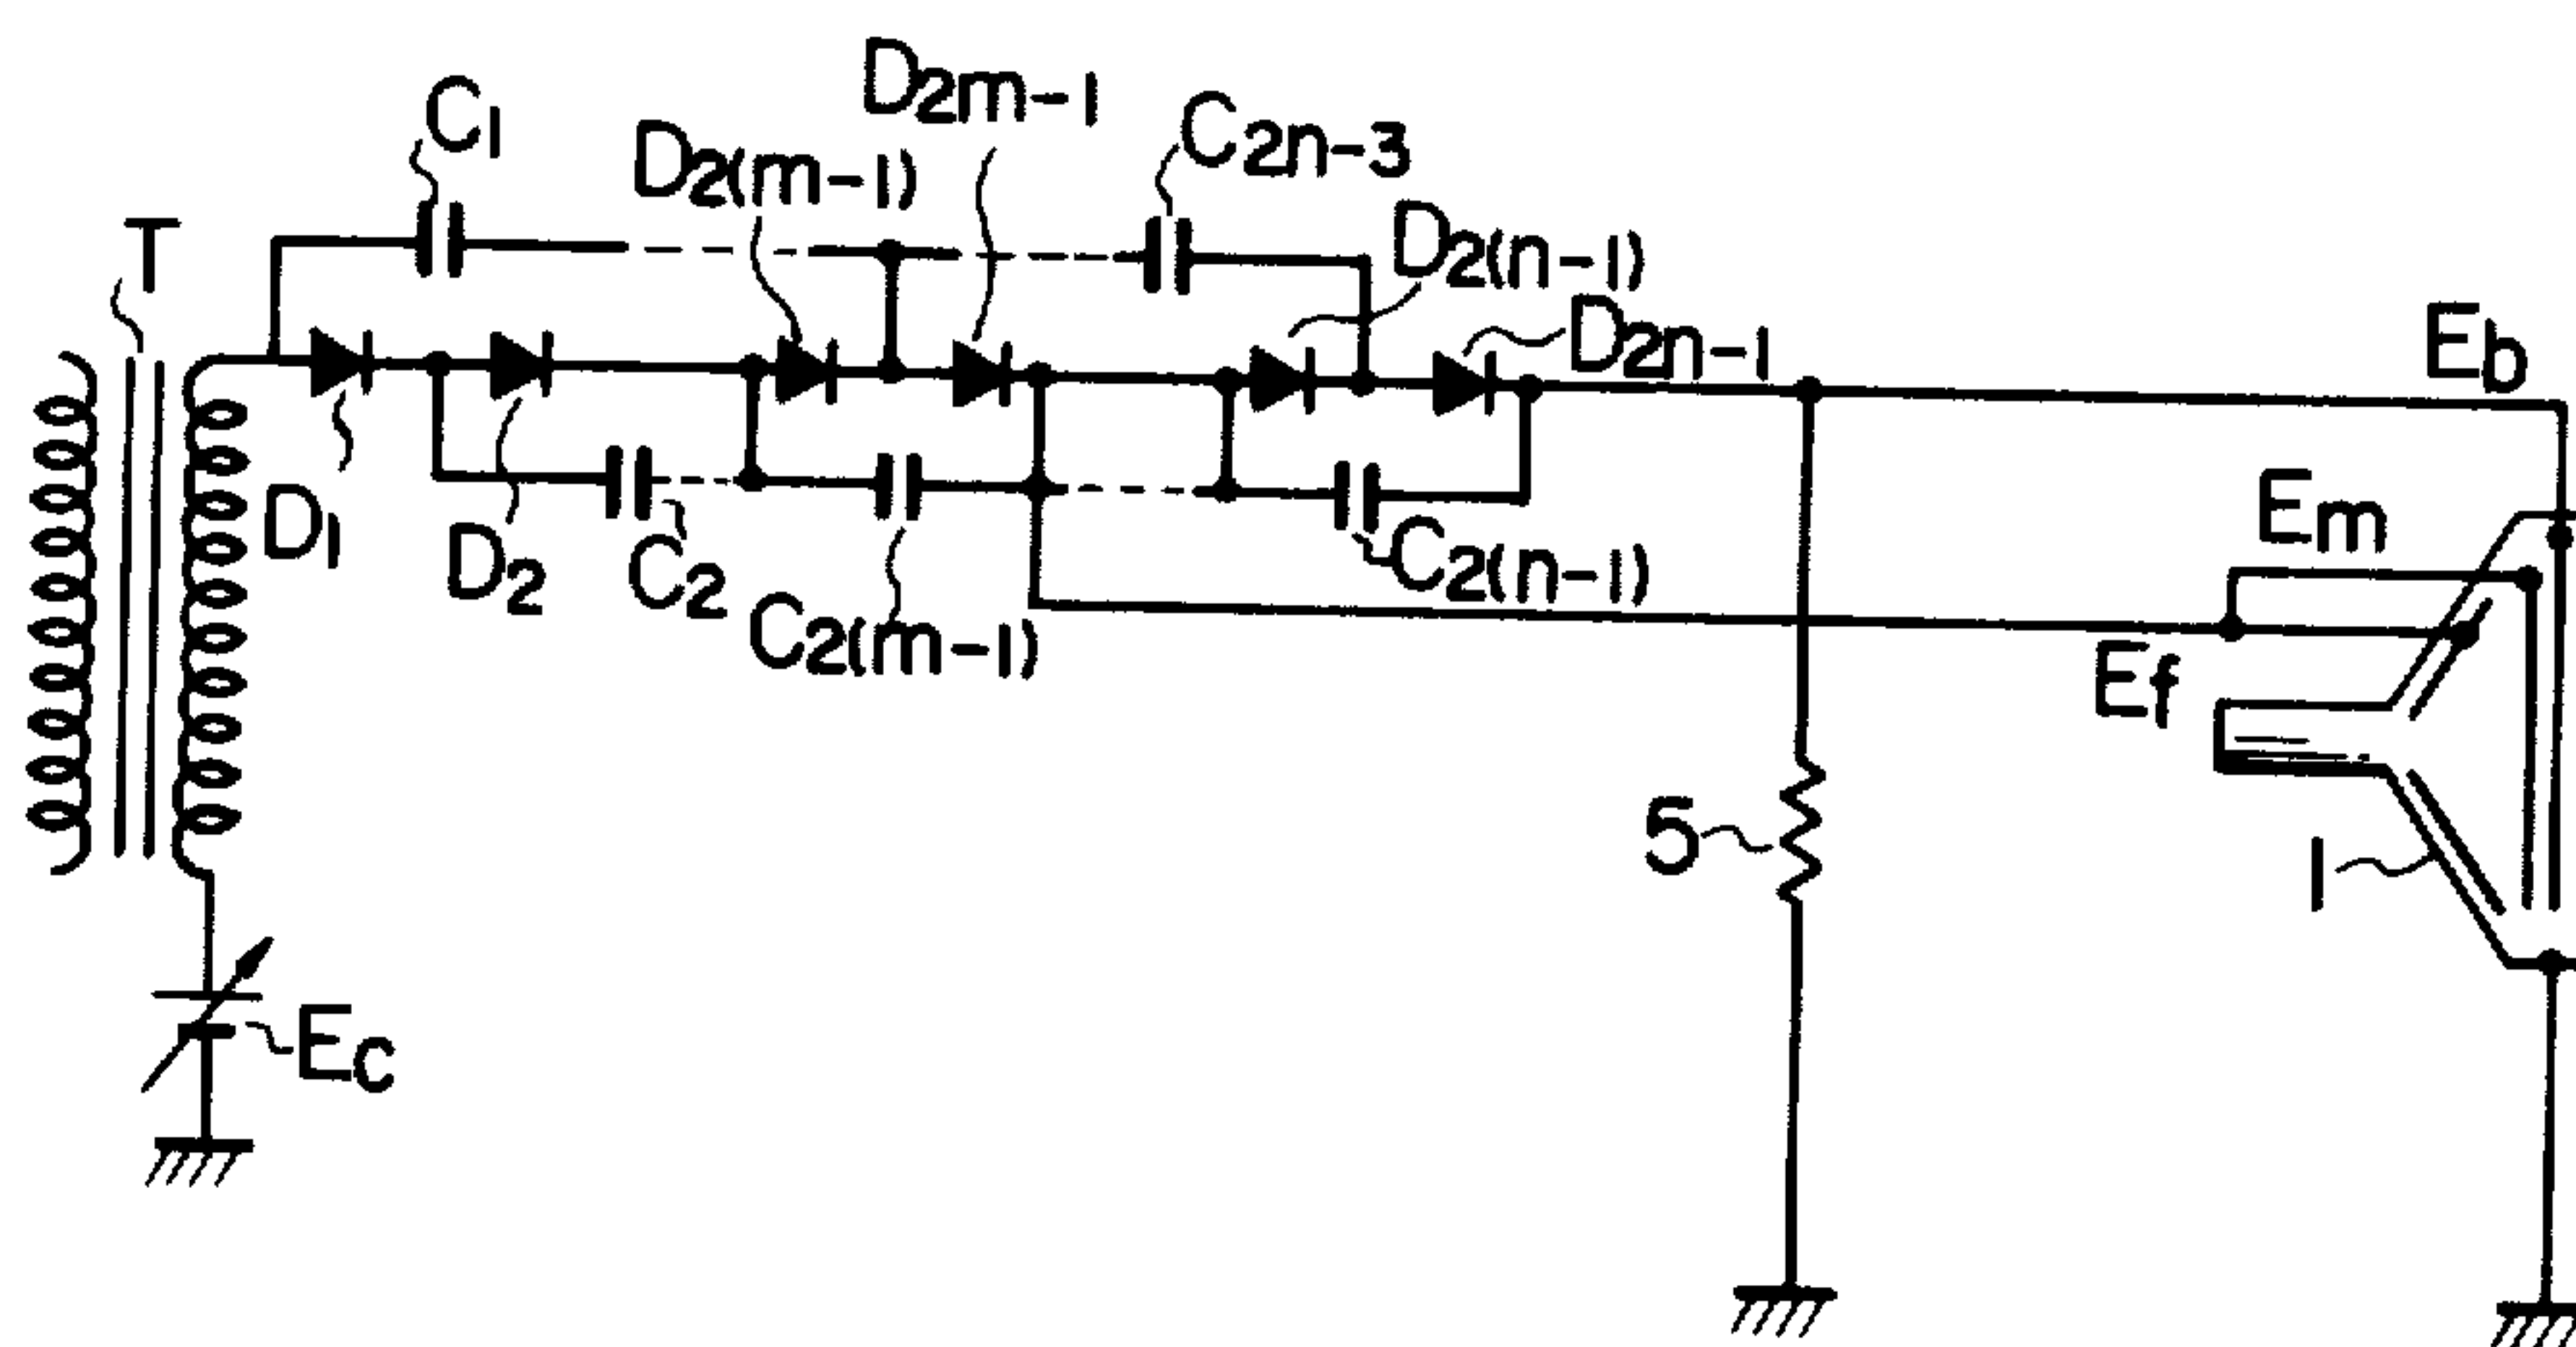 T
C1
D2(m-1)
D2m-1
C2n-3
D2(n-1)
D2n-1
Eb
D1
D2
C2
C2(m-1)
C2(n-1)
Em
Ef
5
1
Ec